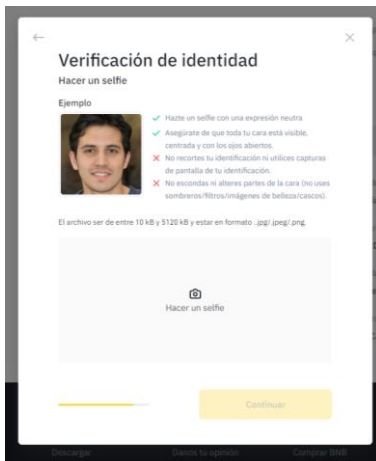 Verificación de identidad
Hacer un selfie
Ejemplo
Hazte un selfie con una expresión neutra
Asegúrate de que toda tu cara está visible,
centrada y con los ojos abiertos.
No recortes tu identificación ni utilices capturas
de pantalla de tu identificación.
No escondas ni alteres partes de la cara (no uses
sombreros/filtros/imágenes de belleza/cascos).
El archivo ser de entre 10 kB y 5120 kB y estar en formato .jpg/.jpeg/.png.
Hacer un selfie
Continuar
Descargar
Danos tu opinión
Comprar BNB